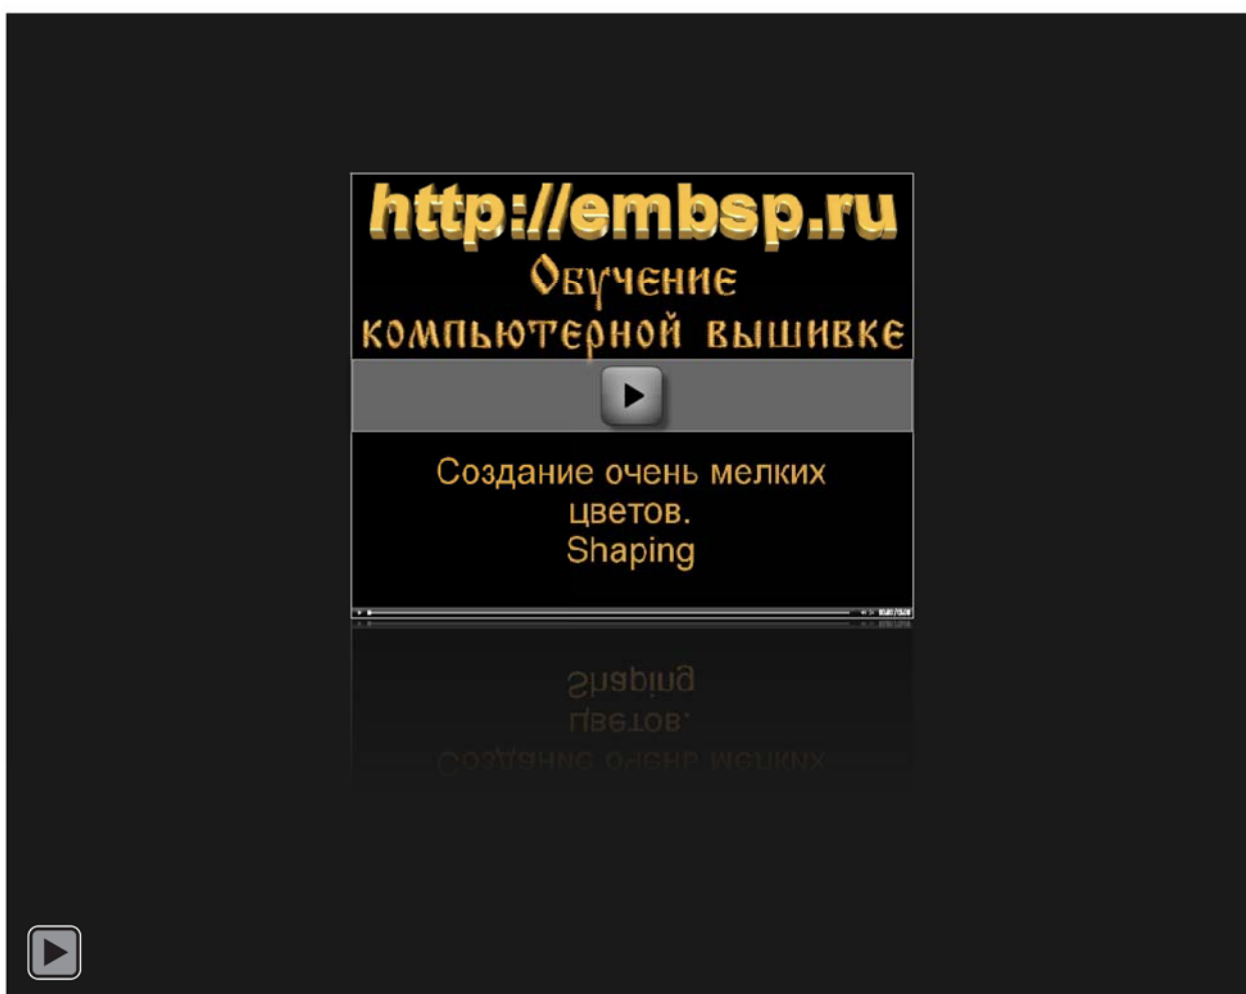 http://embsp.ru
Обучение
компьютерной вышивке
Создание очень мелких
цветов.
Shaping